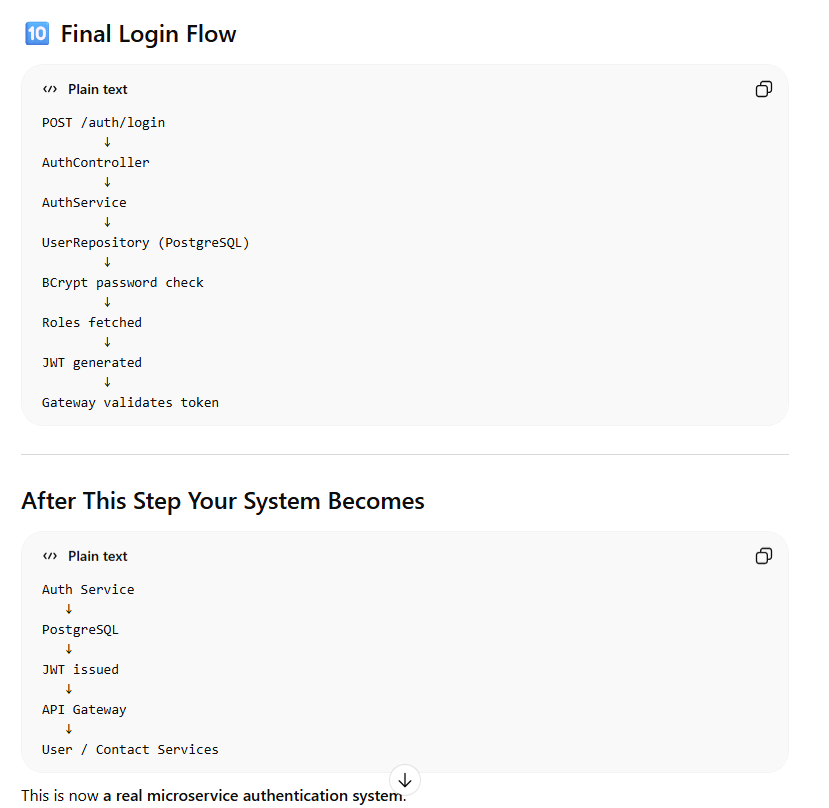 🔟 Final Login Flow
</> Plain text
POST /auth/login
↓
AuthController
↓
AuthService
↓
UserRepository (PostgreSQL)
↓
BCrypt password check
↓
Roles fetched
↓
JWT generated
↓
Gateway validates token
After This Step Your System Becomes
</> Plain text
Auth Service
↓
PostgreSQL
↓
JWT issued
↓
API Gateway
↓
User / Contact Services
This is now a real microservice authentication system.